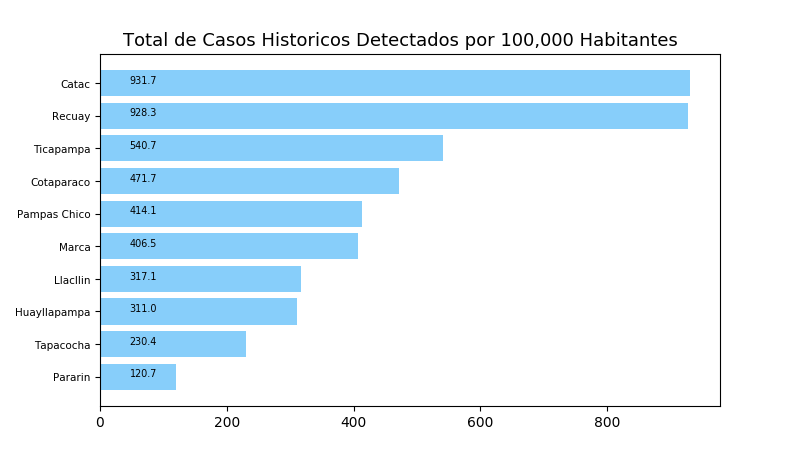 Total de Casos Historicos Detectados por 100,000 Habitantes
Catac 931.7
Recuay 928.3
Ticapampa 540.7
Cotaparaco 471.7
Pampas Chico 414.1
Marca 406.5
Llacllin 317.1
Huayllapampa 311.0
Tapacocha 230.4
Pararin 120.7
0 200 400 600 800